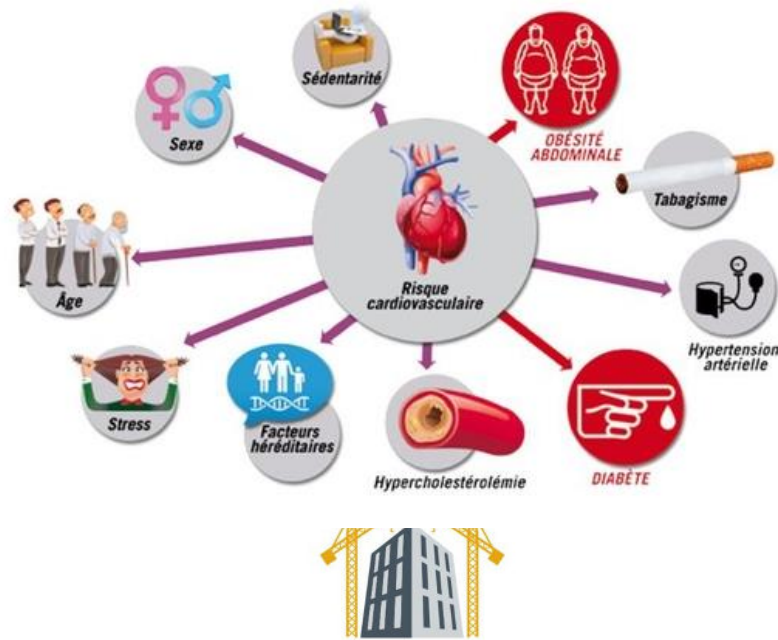 Sédentarité
OBÉSITÉ
ABDOMINALE
Sexe
Tabagisme
Âge
Risque
cardiovasculaire
Hypertension
artérielle
Stress
Facteurs
héréditaires
Hypercholestérolémie
DIABÈTE